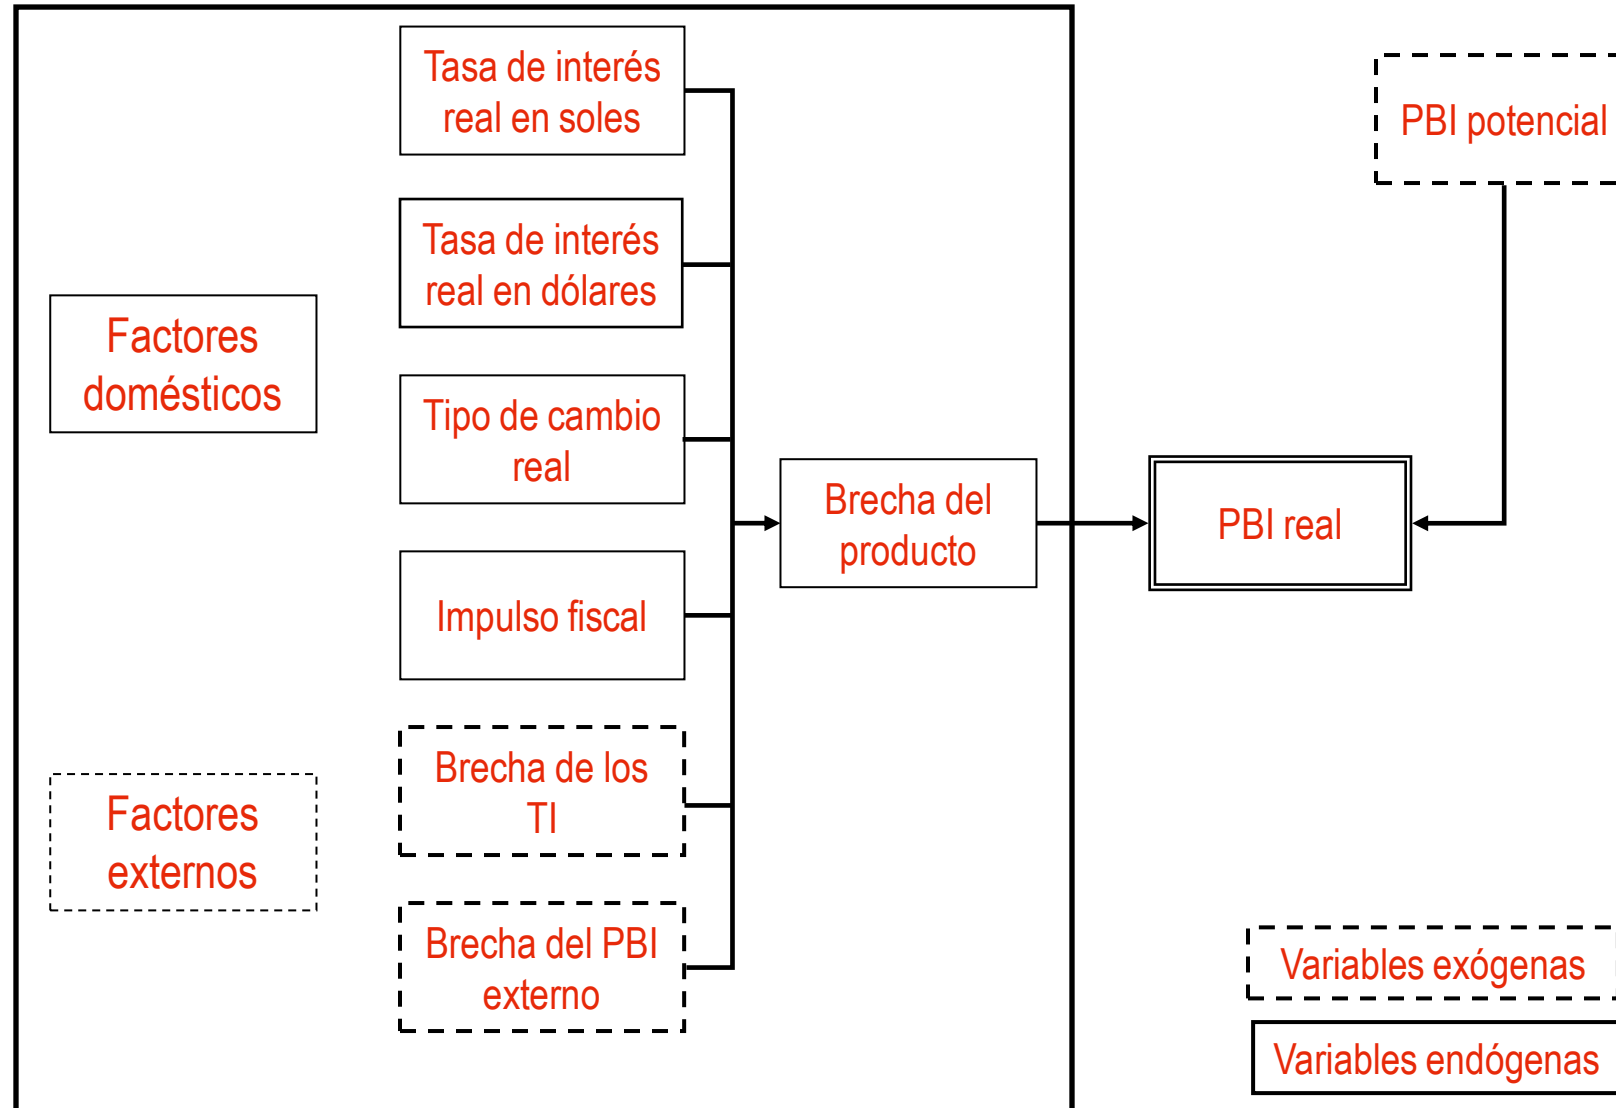 Tasa de interés
real en soles
Tasa de interés
real en dólares
Factores
domésticos
Tipo de cambio
real
Impulso fiscal
Factores
externos
Brecha de los
TI
Brecha del PBI
externo
Brecha del
producto
PBI real
PBI potencial
Variables exógenas
Variables endógenas